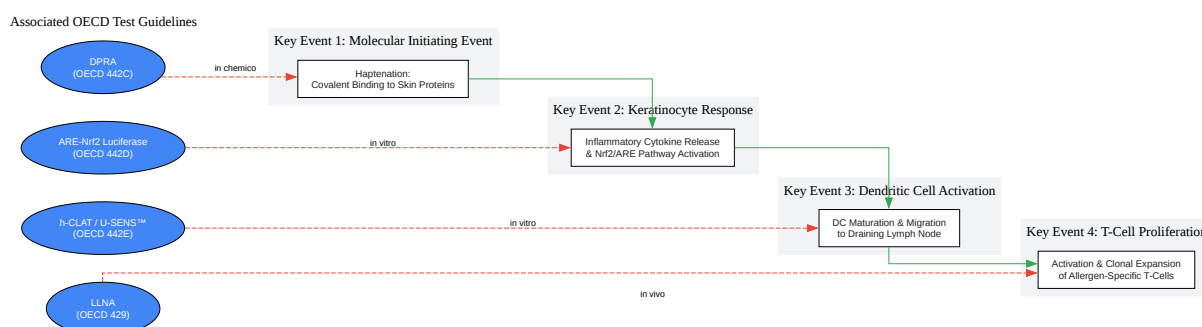 Associated OECD Test Guidelines
DPRA
(OECD 442C)
in chemico
Key Event 1: Molecular Initiating Event
Haptenation:
Covalent Binding to Skin Proteins
ARE-Nrf2 Luciferase
(OECD 442D)
in vitro
Key Event 2: Keratinocyte Response
Inflammatory Cytokine Release
& Nrf2/ARE Pathway Activation
h-CLAT / U-SENS™
(OECD 442E)
in vitro
Key Event 3: Dendritic Cell Activation
DC Maturation & Migration
to Draining Lymph Node
Key Event 4: T-Cell Proliferation
Activation & Clonal Expansion
of Allergen-Specific T-Cells
LLNA
(OECD 429)
in vivo